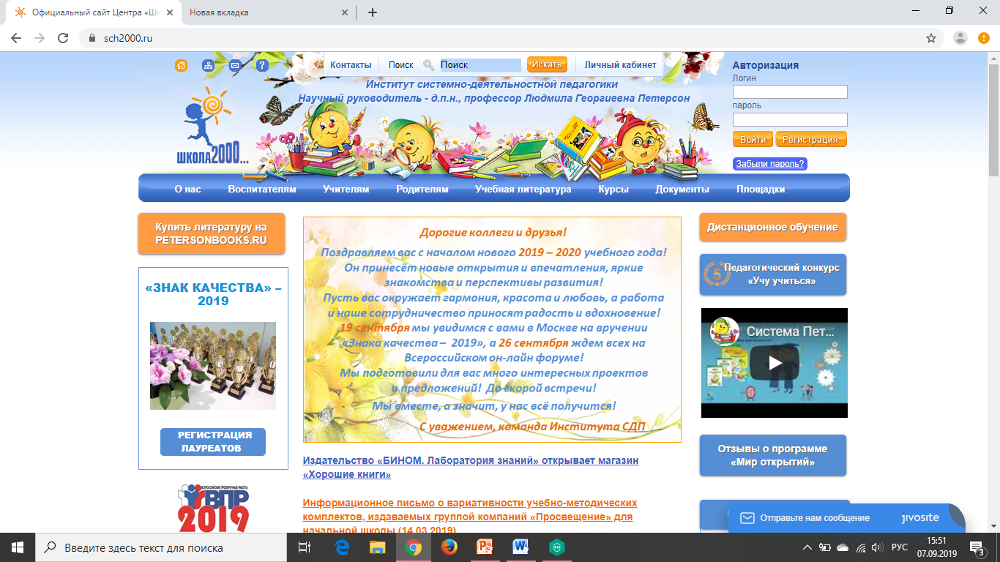 Официальный сайт Центра «Шк
Новая вкладка
sch2000.ru
Контакты
Поиск
Поиск
Искать
Личный кабинет
Институт системно-деятельностной педагогики
Научный руководитель - д.п.н., профессор Людмила Георгиевна Петерсон
школа2000...
Авторизация
Логин
пароль
Войти
Регистрация
Забыли пароль?
О нас
Воспитателям
Учителям
Родителям
Учебная литература
Курсы
Документы
Площадки
Купить литературу на
PETERSONBOOKS.RU
«ЗНАК КАЧЕСТВА» –
2019
РЕГИСТРАЦИЯ
ЛАУРЕАТОВ
ВСЕРОССИЙСКИЕ ПРОВЕРОЧНЫЕ РАБОТЫ
ВПР
2019
Дорогие коллеги и друзья!
Поздравляем вас с началом нового 2019 – 2020 учебного года!
Он принесёт новые открытия и впечатления, яркие
знакомства и перспективы развития!
Пусть вас окружает гармония, красота и любовь, а работа
и наше сотрудничество приносят радость и вдохновение!
19 сентября мы увидимся с вами в Москве на вручении
«Знака качества – 2019», а 26 сентября ждем всех на
Всероссийском он-лайн форуме!
Мы подготовили для вас много интересных проектов
и предложений! До скорой встречи!
Мы вместе, а значит, у нас всё получится!
С уважением, команда Института СДП
Издательство «БИНОМ. Лаборатория знаний» открывает магазин
«Хорошие книги»
Информационное письмо о вариативности учебно-методических
комплектов, издаваемых группой компаний «Просвещение» для
начальной школы (14.03.2019)
Дистанционное обучение
5
Педагогический конкурс
«Учу учиться»
Система Пет...
Отзывы о программе
«Мир открытий»
Отправьте нам сообщение
jivosite
Введите здесь текст для поиска
РУС
15:51
07.09.2019
3